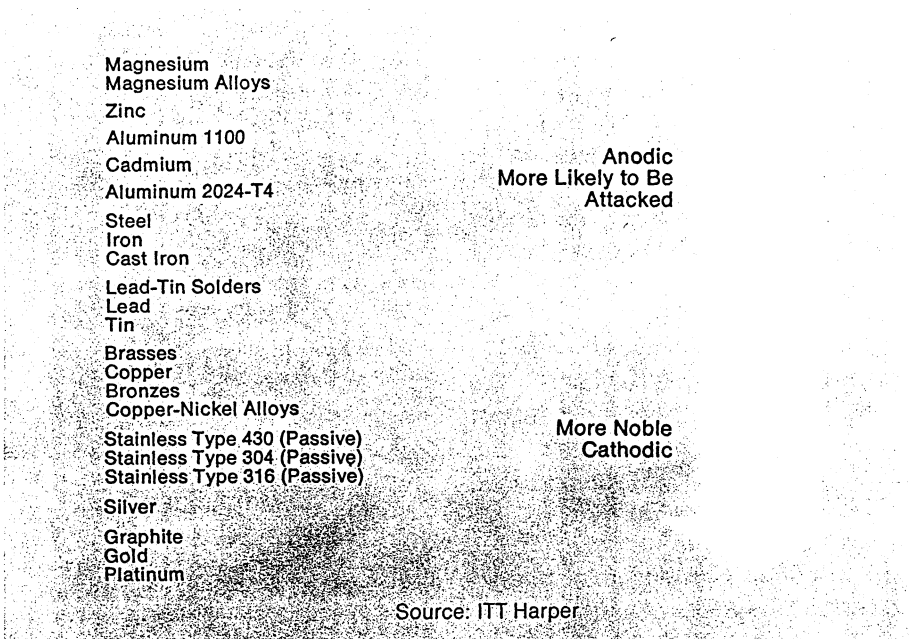 Magnesium
Magnesium Alloys
Zinc
Aluminum 1100
Cadmium
Aluminum 2024-T4
Steel
Iron
Cast Iron
Lead-Tin Solders
Lead
Tin
Brasses
Copper
Bronzes
Copper-Nickel Alloys
Stainless Type 430 (Passive)
Stainless Type 304 (Passive)
Stainless Type 316 (Passive)
Silver
Graphite
Gold
Platinum
Anodic
More Likely to Be
Attacked
More Noble
Cathodic
Source: ITT Harper